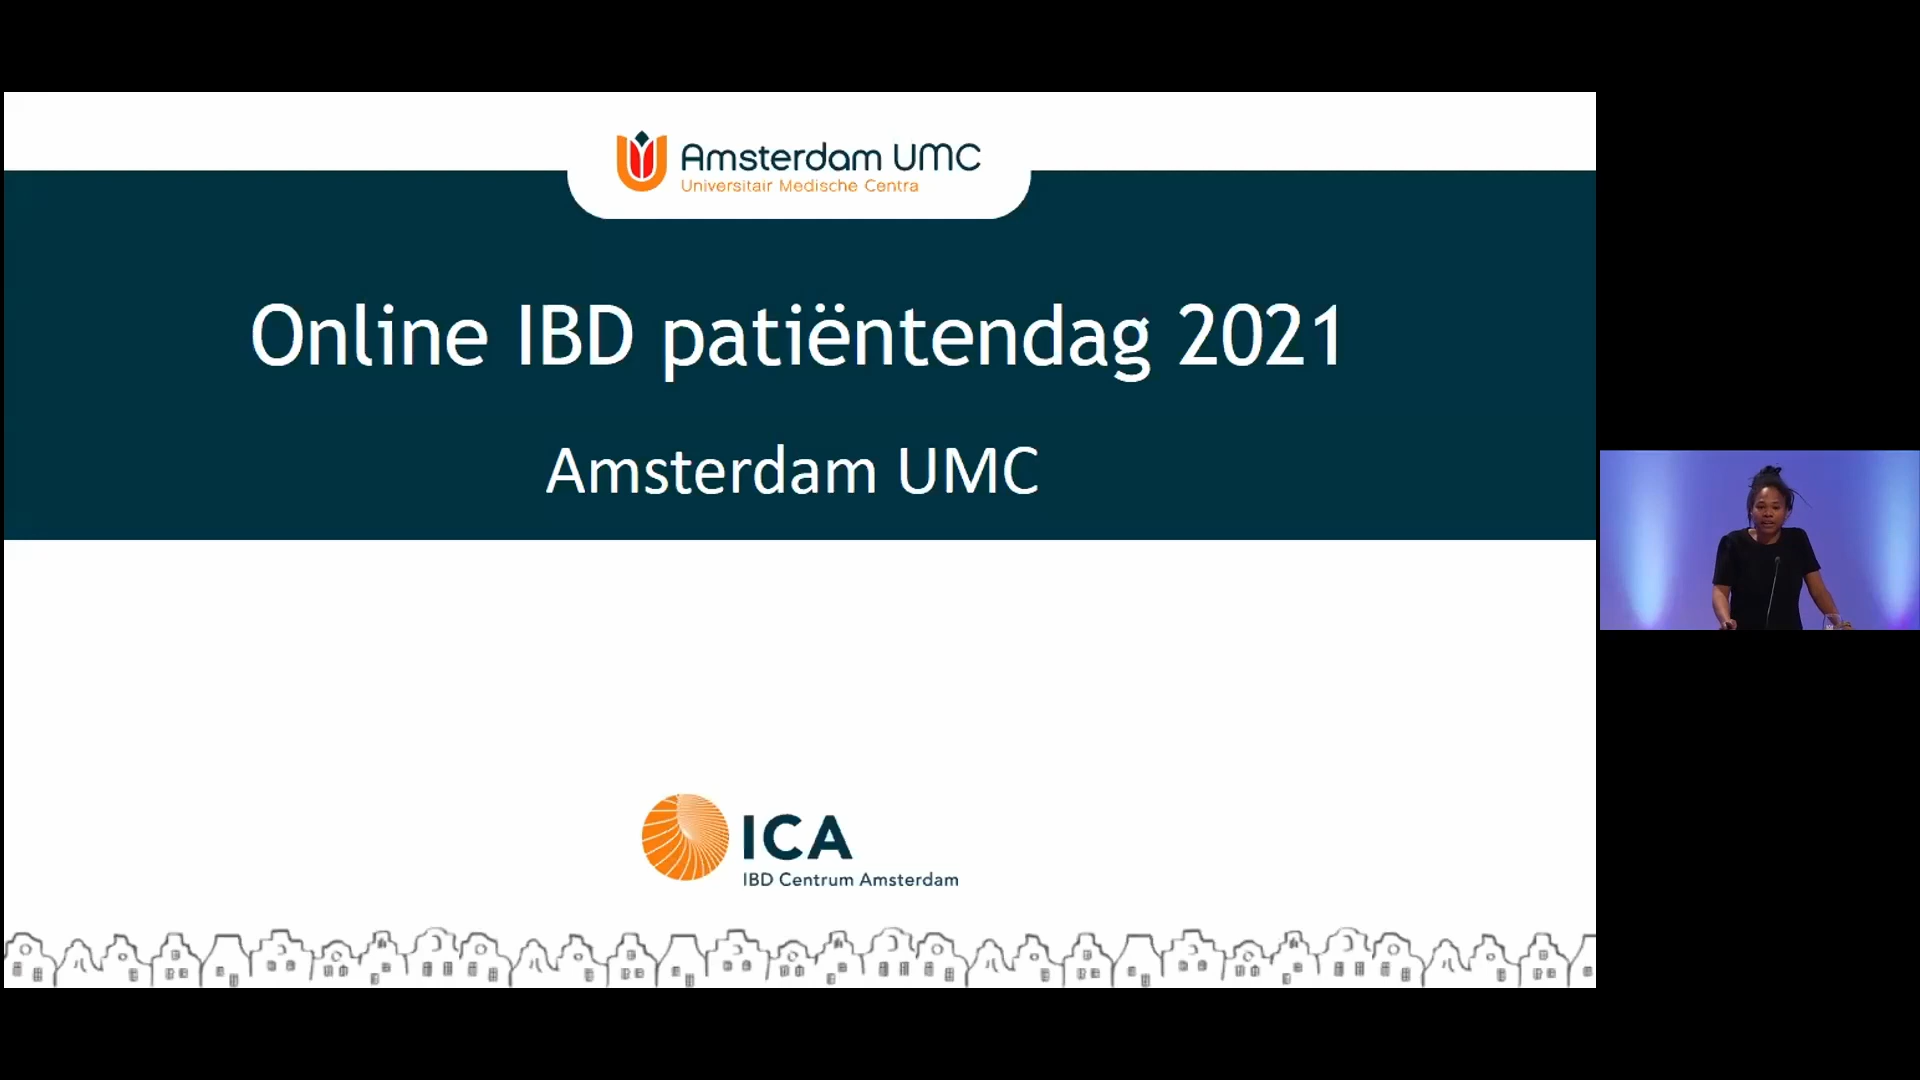 Amsterdam UMC
Universitair Medische Centra
Online IBD patiëntendag 2021
Amsterdam UMC
ICA
IBD Centrum Amsterdam